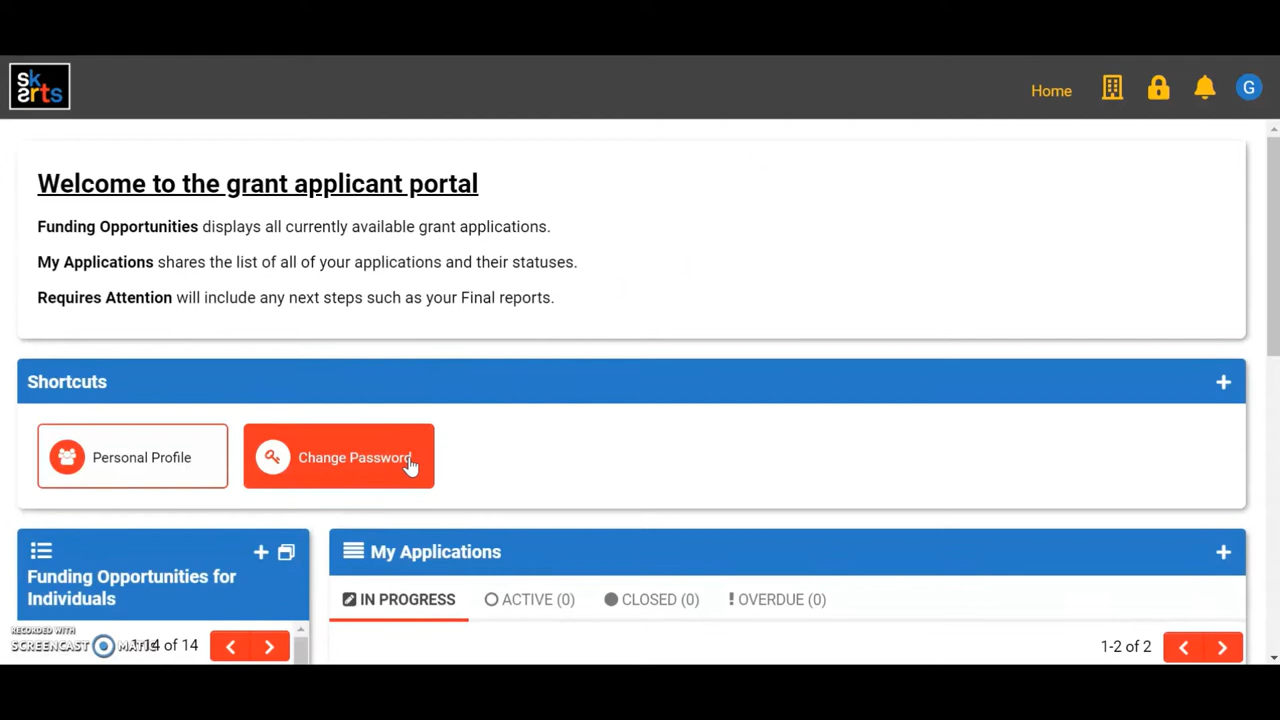 sk
arts
Home
G
Welcome to the grant applicant portal
Funding Opportunities displays all currently available grant applications.
My Applications shares the list of all of your applications and their statuses.
Requires Attention will include any next steps such as your Final reports.
Shortcuts
Personal Profile
Change Password
Funding Opportunities for
Individuals
My Applications
IN PROGRESS
ACTIVE (0)
CLOSED (0)
OVERDUE (0)
RECORDED WITH
SCREENCAST MATIC
1-14 of 14
1-2 of 2